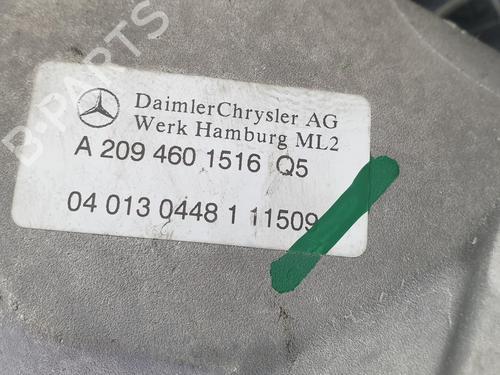 B-PARTS
DaimlerChrysler AG
Werk Hamburg ML2
A 209 460 1516 Q5
04 013 0448 1 11509